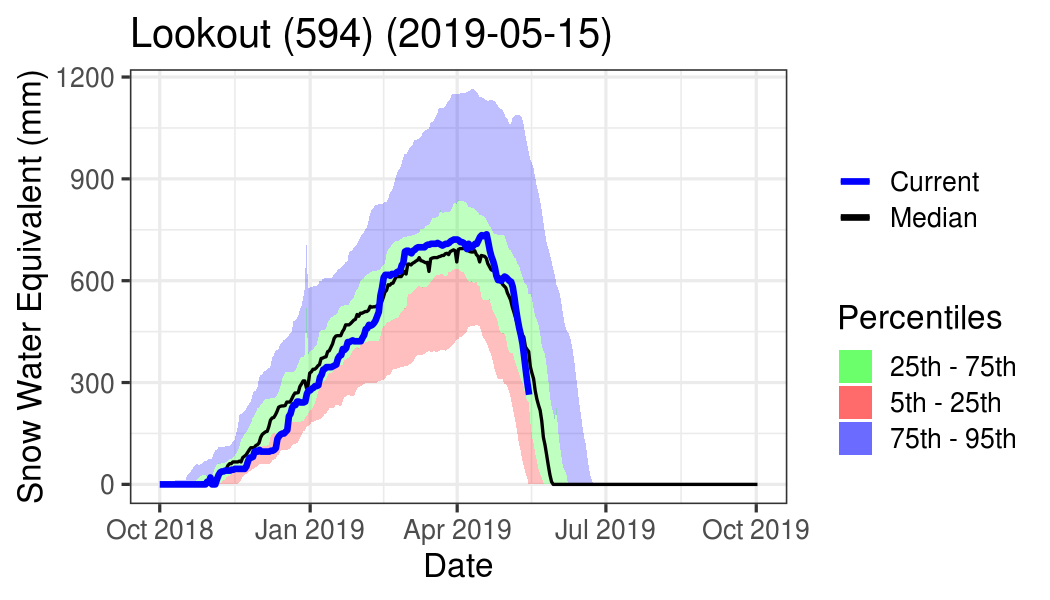 Lookout (594) (2019-05-15)
Snow Water Equivalent (mm)
1200
900
600
300
0
Oct 2018
Jan 2019
Apr 2019
Jul 2019
Oct 2019
Date
Current
Median
Percentiles
25th - 75th
5th - 25th
75th - 95th